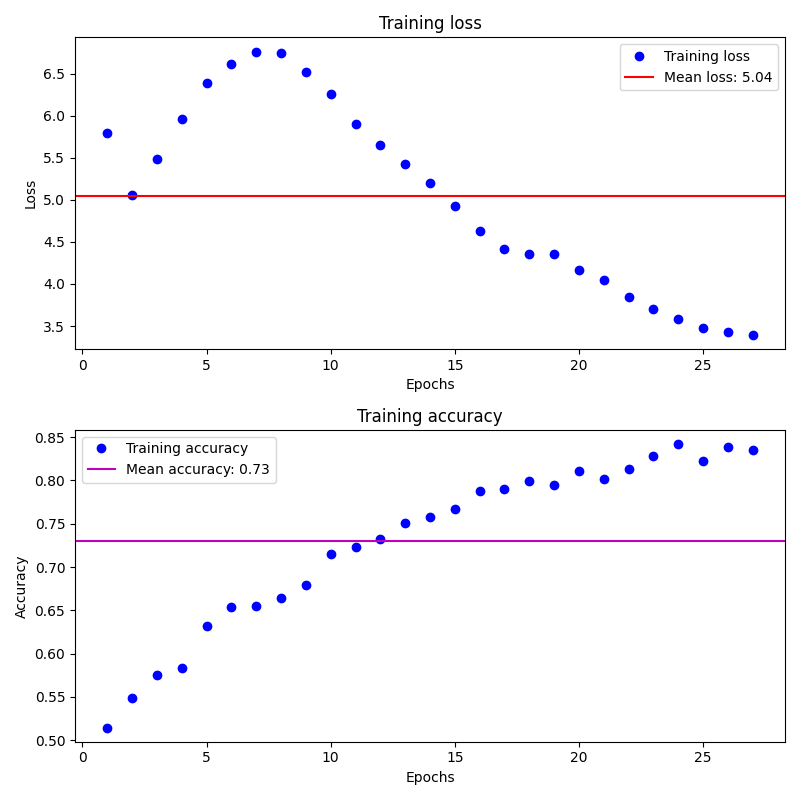 Training loss
Training loss
Mean loss: 5.04
6.5
6.0
5.5
5.0
4.5
4.0
3.5
Loss
0 5 10 15 20 25
Epochs
Training accuracy
Training accuracy
Mean accuracy: 0.73
0.85
0.80
0.75
0.70
0.65
0.60
0.55
0.50
Accuracy
0 5 10 15 20 25
Epochs